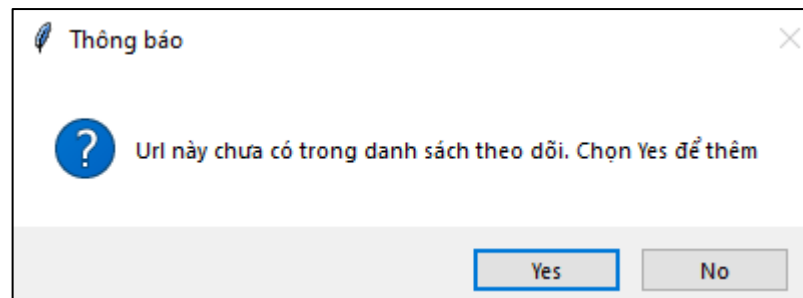 Thông báo
Url này chưa có trong danh sách theo dõi. Chọn Yes để thêm
Yes
No